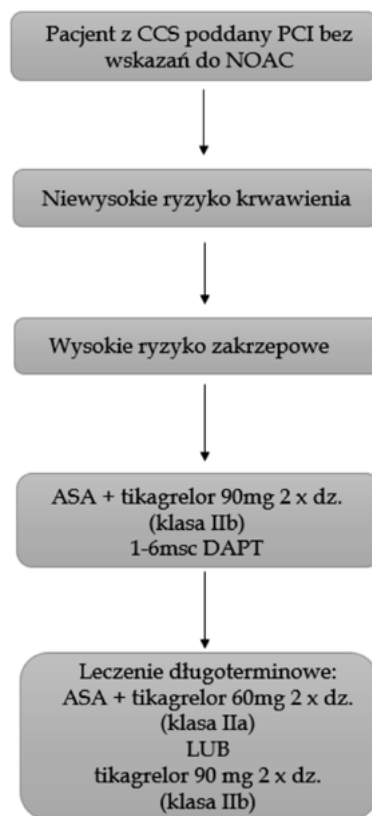 Pacjent z CCS poddany PCI bez
wskazań do NOAC
Niewysokie ryzyko krwawienia
Wysokie ryzyko zakrzepowe
ASA + tikagrelor 90mg 2 x dz.
(klasa IIb)
1-6msc DAPT
Leczenie długoterminowe:
ASA + tikagrelor 60mg 2 x dz.
(klasa IIa)
LUB
tikagrelor 90 mg 2 x dz.
(klasa IIb)